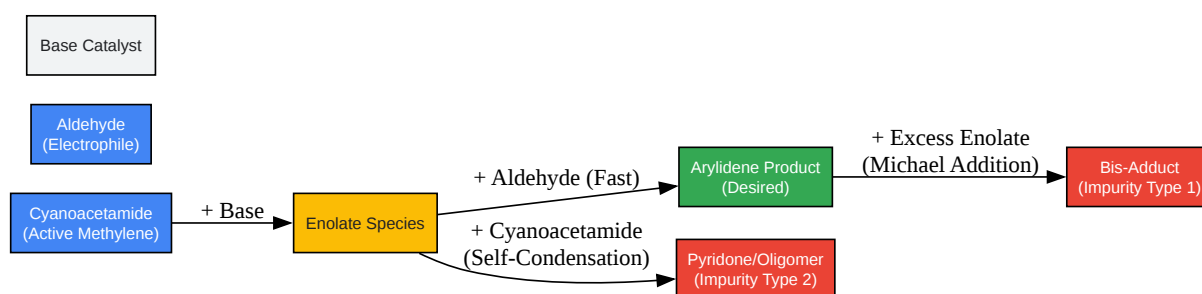 Base Catalyst
Aldehyde
(Electrophile)
Cyanoacetamide
(Active Methylene)
+ Base
Enolate Species
+ Aldehyde (Fast)
+ Cyanoacetamide
(Self-Condensation)
Arylidene Product
(Desired)
Pyridone/Oligomer
(Impurity Type 2)
+ Excess Enolate
(Michael Addition)
Bis-Adduct
(Impurity Type 1)